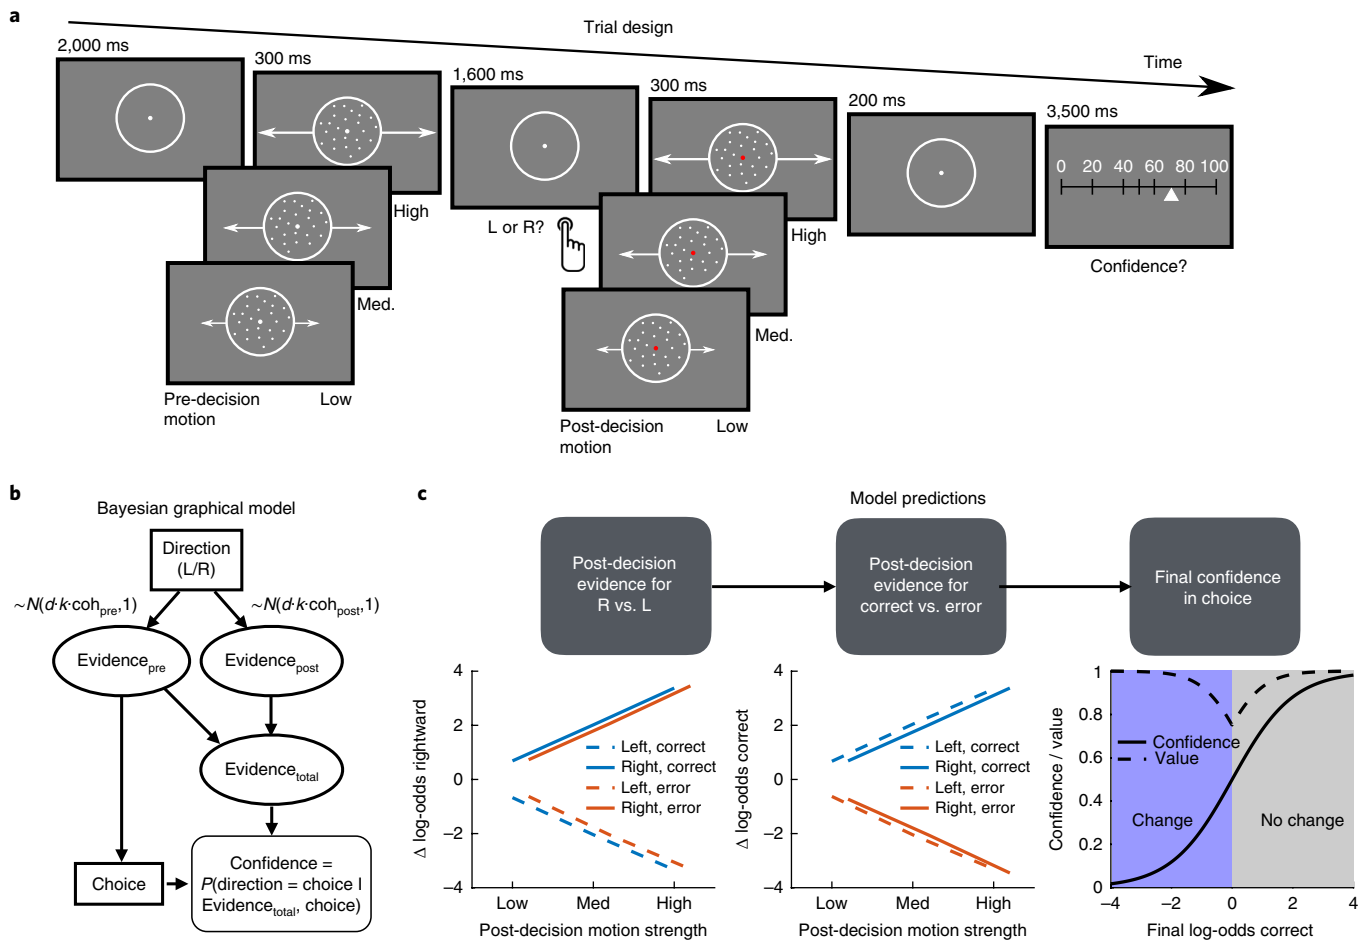 a
Trial design
Time
2,000 ms
300 ms
1,600 ms
300 ms
200 ms
3,500 ms
0 20 40 60 80 100
High
L or R?
High
Confidence?
Med.
Med.
Pre-decision
motion
Low
Post-decision
motion
Low
b
Bayesian graphical model
Direction
(L/R)
~N(d·k·coh_pre,1)
~N(d·k·coh_post,1)
Evidence_pre
Evidence_post
Evidence_total
Choice
Confidence =
P(direction = choice |
Evidence_total, choice)
c
Model predictions
Post-decision
evidence for
R vs. L
Post-decision
evidence for
correct vs. error
Final confidence
in choice
Δ log-odds rightward
4
2
0
–2
–4
Left, correct
Right, correct
Left, error
Right, error
Low Med High
Post-decision motion strength
Δ log-odds correct
4
2
0
–2
–4
Left, correct
Right, correct
Left, error
Right, error
Low Med High
Post-decision motion strength
Confidence / value
1
0.8
0.6
0.4
0.2
0
Confidence
Value
Change
No change
–4 –2 0 2 4
Final log-odds correct